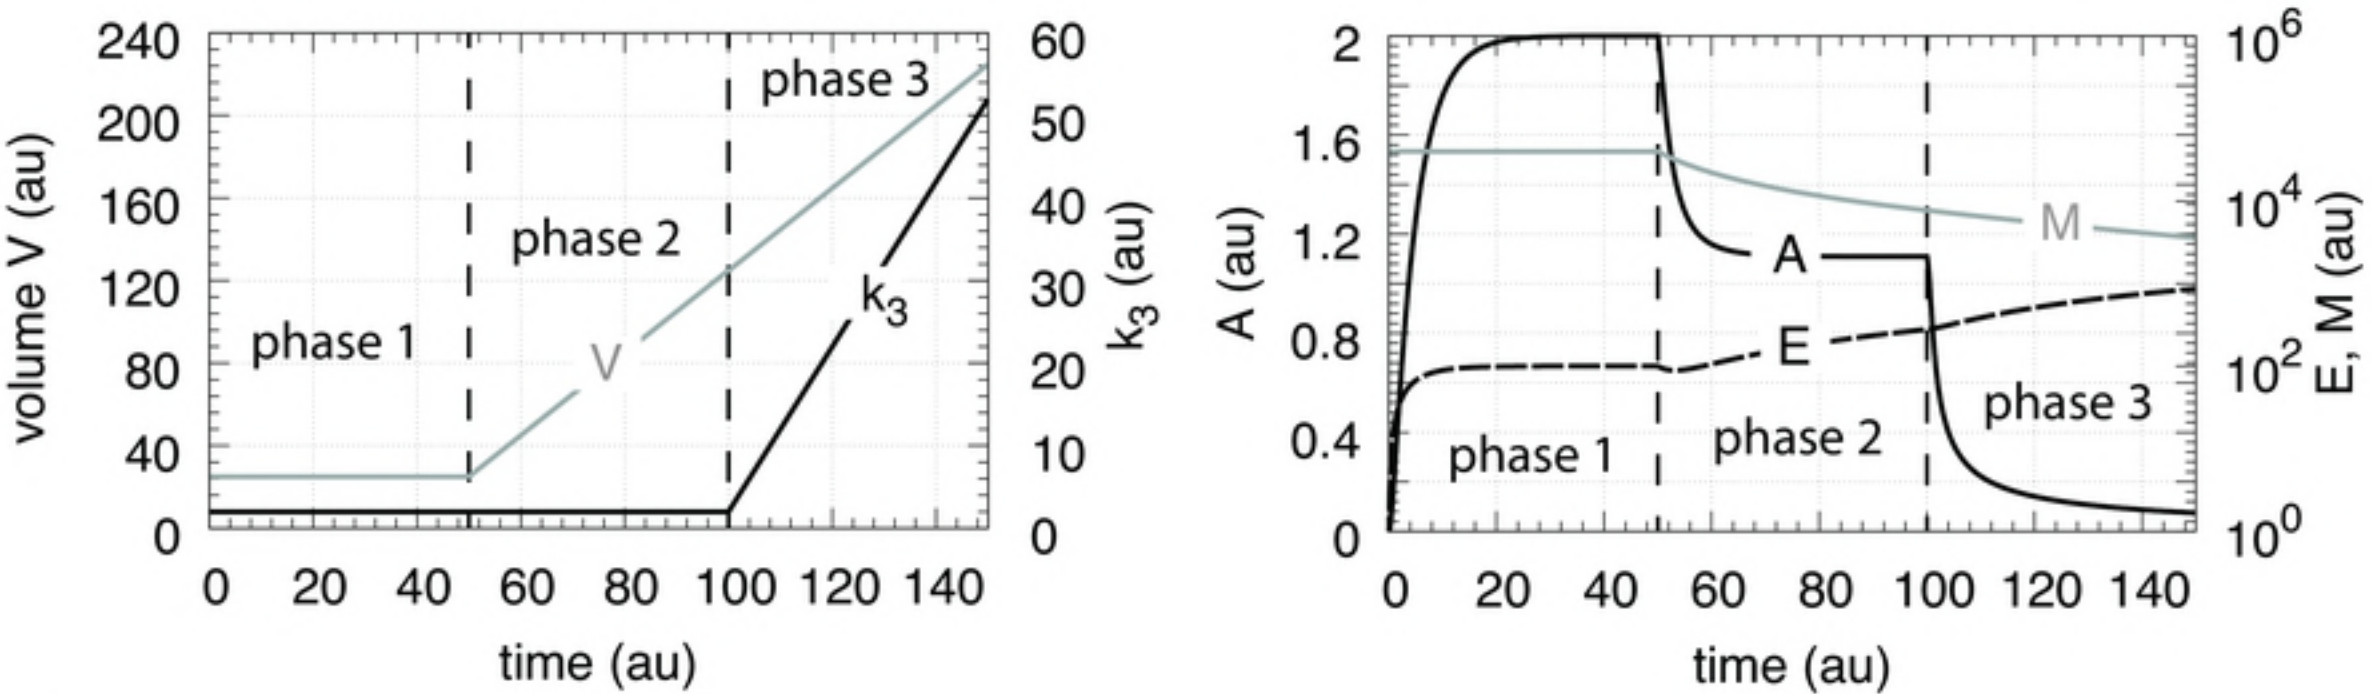 240
200
160
120
80
40
0
volume V (au)
60
50
40
30
20
10
0
k3 (au)
phase 1
phase 2
phase 3
V
k3
0 20 40 60 80 100 120 140
time (au)
2
1.6
1.2
0.8
0.4
0
A (au)
10^6
10^4
10^2
10^0
E, M (au)
M
A
E
phase 1
phase 2
phase 3
0 20 40 60 80 100 120 140
time (au)